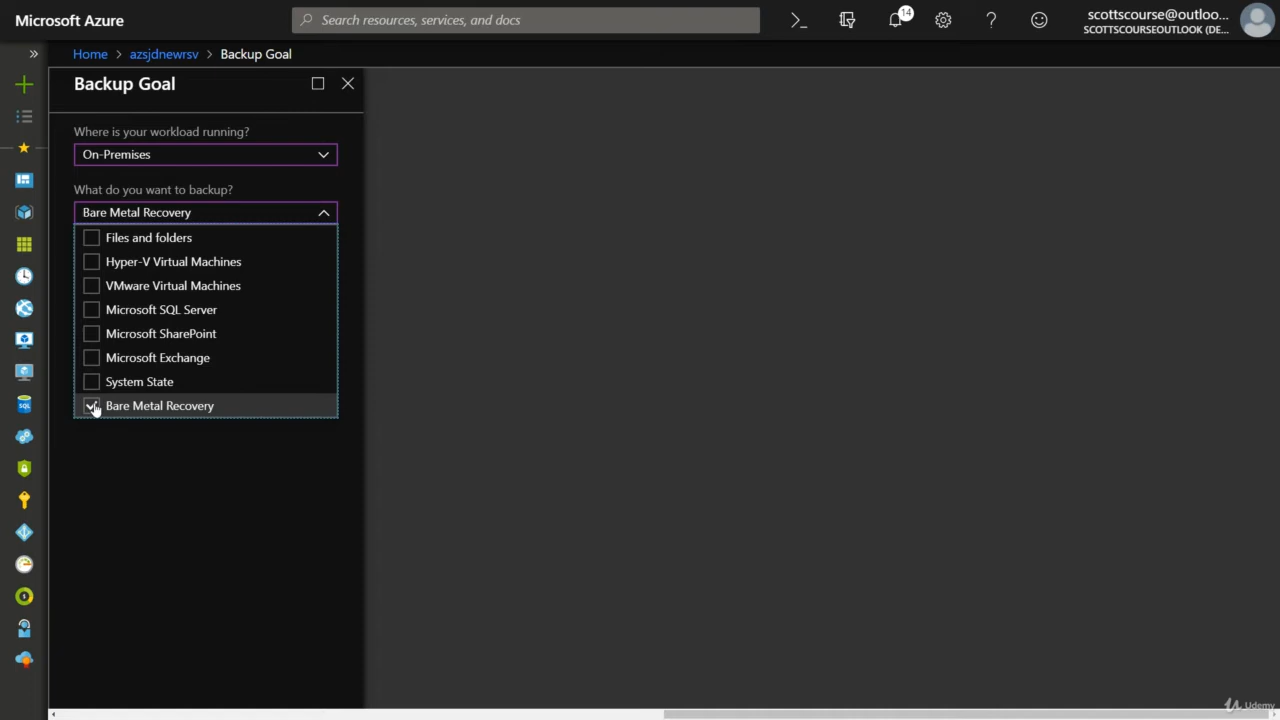 Microsoft Azure
Search resources, services, and docs
14
scottscourse@outloo...
SCOTTSCOURSEOUTLOOK (DE...
Home > azsjdnewrsv > Backup Goal
Backup Goal
Where is your workload running?
On-Premises
What do you want to backup?
Bare Metal Recovery
Files and folders
Hyper-V Virtual Machines
VMware Virtual Machines
Microsoft SQL Server
Microsoft SharePoint
Microsoft Exchange
System State
Bare Metal Recovery
SQL
Udemy